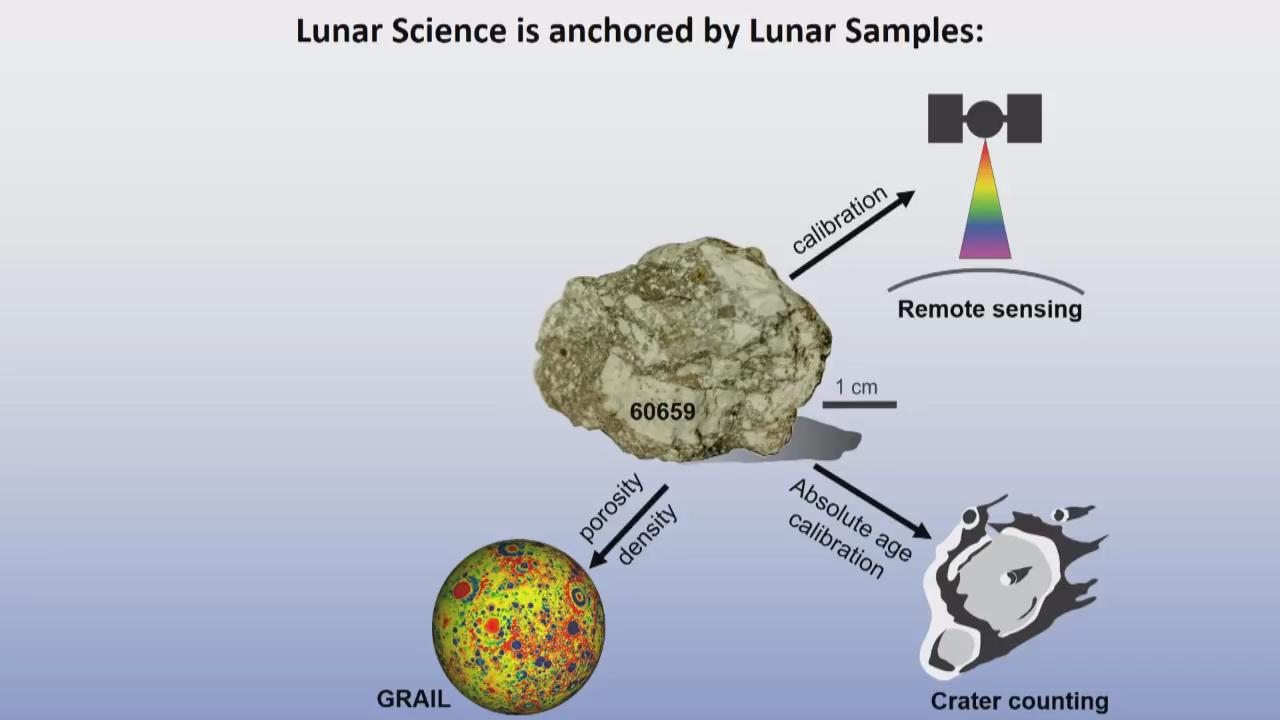 Lunar Science is anchored by Lunar Samples:
calibration
Remote sensing
1 cm
60659
porosity
density
Absolute age
calibration
GRAIL
Crater counting